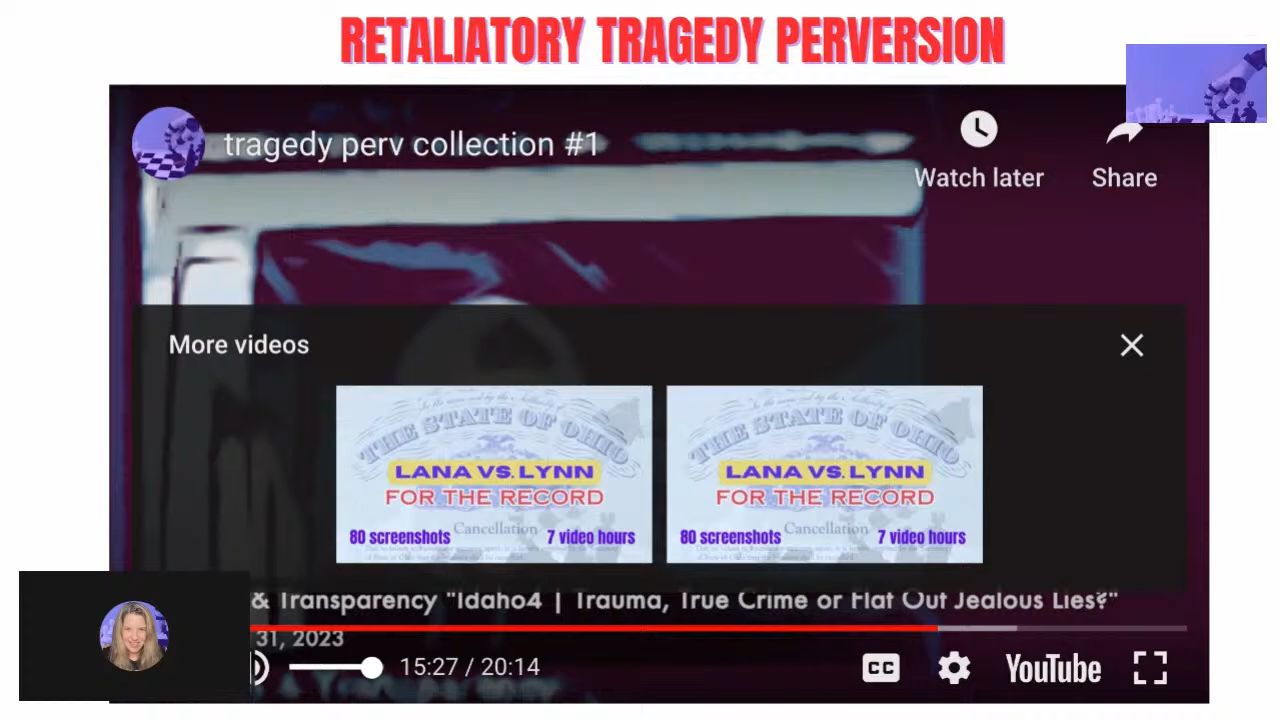 RETALIATORY TRAGEDY PERVERSION
tragedy perv collection #1
Watch later
Share
More videos
THE STATE OF OHIO
LANA VS. LYNN
FOR THE RECORD
80 screenshots
Cancellation
7 video hours
THE STATE OF OHIO
LANA VS. LYNN
FOR THE RECORD
80 screenshots
Cancellation
7 video hours
& Transparency "Idaho4 | Trauma, True Crime or Flat Out Jealous Lies?"
31, 2023
15:27 / 20:14
CC
YouTube